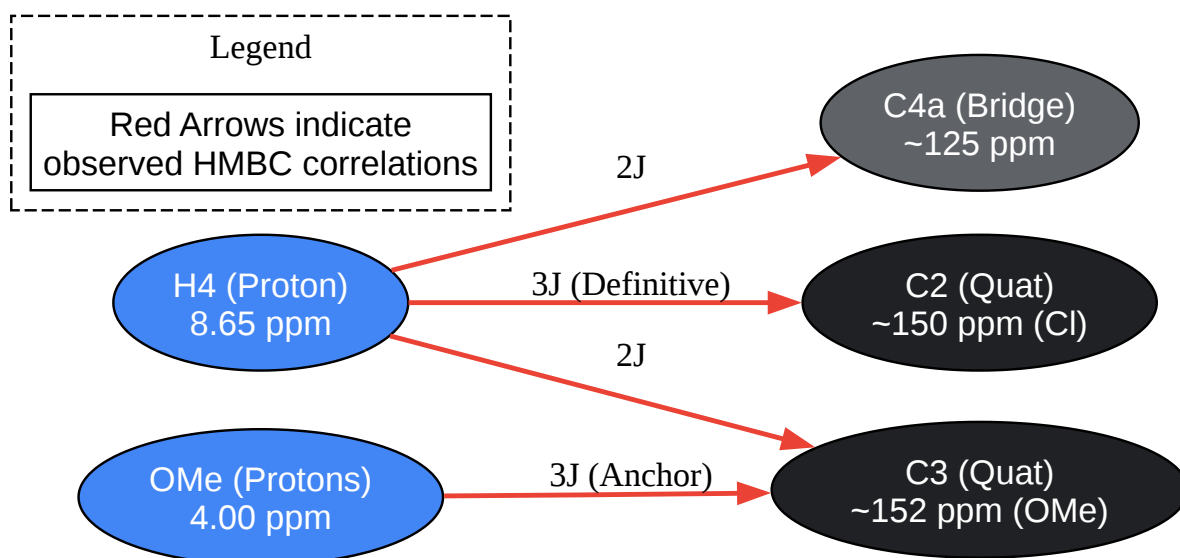 Legend
Red Arrows indicate
observed HMBC correlations
C4a (Bridge)
~125 ppm
2J
H4 (Proton)
8.65 ppm
3J (Definitive)
C2 (Quat)
~150 ppm (Cl)
2J
OMe (Protons)
4.00 ppm
3J (Anchor)
C3 (Quat)
~152 ppm (OMe)